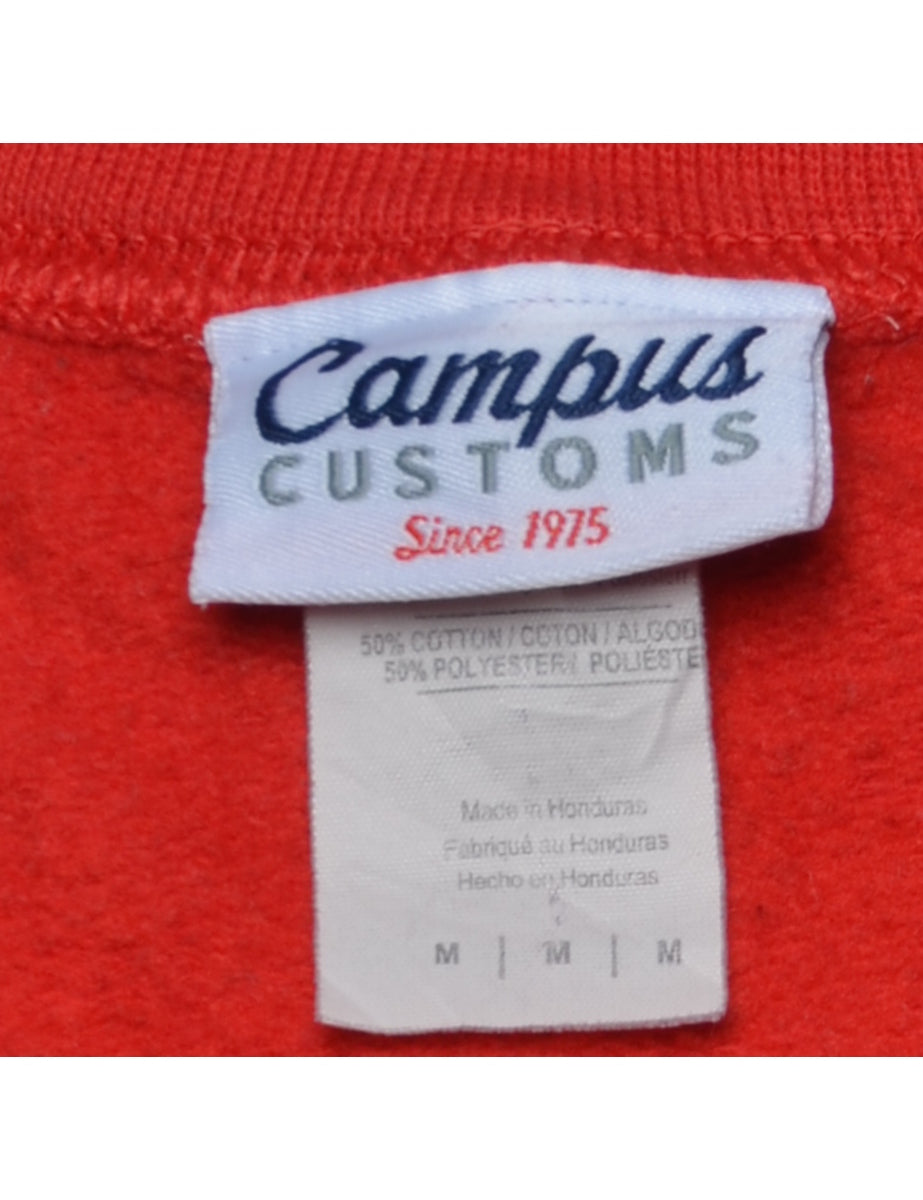 Campus
CUSTOMS
Since 1975
50% COTTON / COTON / ALGOD
50% POLYESTER / POLIÉSTE
Made in Honduras
Fabriqué au Honduras
Hecho en Honduras
M | M | M